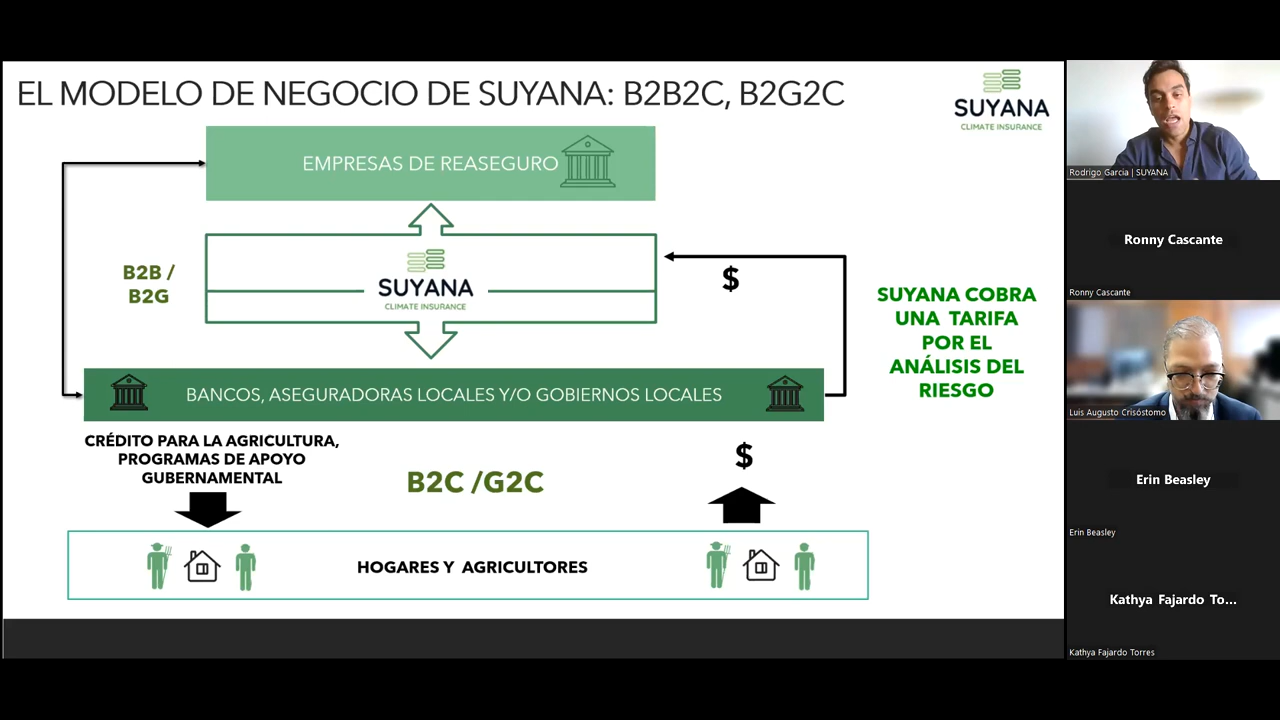 EL MODELO DE NEGOCIO DE SUYANA: B2B2C, B2G2C
SUYANA
CLIMATE INSURANCE
EMPRESAS DE REASEGURO
B2B /
B2G
SUYANA
CLIMATE INSURANCE
$
SUYANA COBRA
UNA TARIFA
POR EL
ANÁLISIS DEL
RIESGO
BANCOS, ASEGURADORAS LOCALES Y/O GOBIERNOS LOCALES
CRÉDITO PARA LA AGRICULTURA,
PROGRAMAS DE APOYO
GUBERNAMENTAL
B2C /G2C
$
HOGARES Y AGRICULTORES
Rodrigo Garcia | SUYANA
Ronny Cascante
Ronny Cascante
Luis Augusto Crisóstomo
Erin Beasley
Erin Beasley
Kathya Fajardo To...
Kathya Fajardo Torres